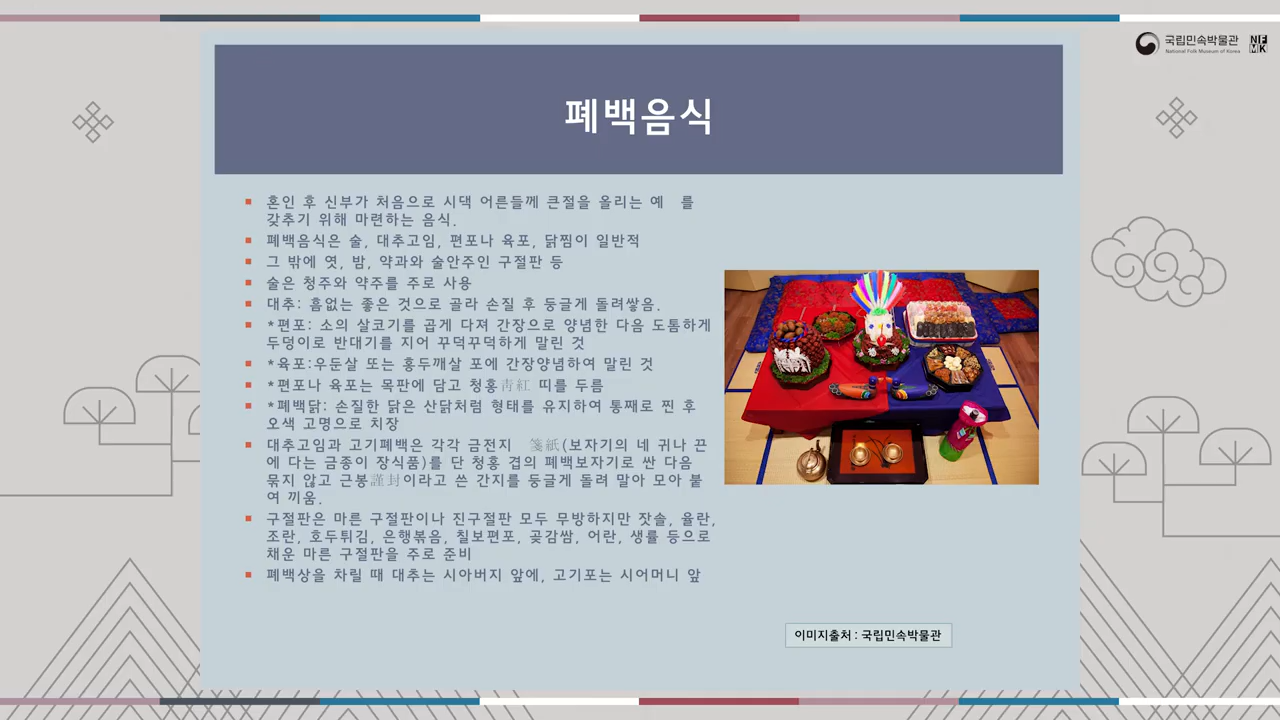 국립민속박물관
National Folk Museum of Korea
NF
MK
폐백음식
혼인 후 신부가 처음으로 시댁 어른들께 큰절을 올리는 예 를
갖추기 위해 마련하는 음식.
폐백음식은 술, 대추고임, 편포나 육포, 닭찜이 일반적
그 밖에 엿, 밤, 약과와 술안주인 구절판 등
술은 청주와 약주를 주로 사용
대추: 흠없는 좋은 것으로 골라 손질 후 둥글게 돌려쌓음.
*편포: 소의 살코기를 곱게 다져 간장으로 양념한 다음 도톰하게
두덩이로 반대기를 지어 꾸덕꾸덕하게 말린 것
*육포:우둔살 또는 홍두깨살 포에 간장양념하여 말린 것
*편포나 육포는 목판에 담고 청홍靑紅 띠를 두름
*폐백닭: 손질한 닭은 산닭처럼 형태를 유지하여 통째로 찐 후
오색 고명으로 치장
대추고임과 고기폐백은 각각 금전지 箋紙(보자기의 네 귀나 끈
에 다는 금종이 장식품)를 단 청홍 겹의 폐백보자기로 싼 다음
묶지 않고 근봉謹封이라고 쓴 간지를 둥글게 돌려 말아 모아 붙
여 끼움.
구절판은 마른 구절판이나 진구절판 모두 무방하지만 잣솔, 율란,
조란, 호두튀김, 은행볶음, 칠보편포, 곶감쌈, 어란, 생률 등으로
채운 마른 구절판을 주로 준비
폐백상을 차릴 때 대추는 시아버지 앞에, 고기포는 시어머니 앞
이미지출처 : 국립민속박물관